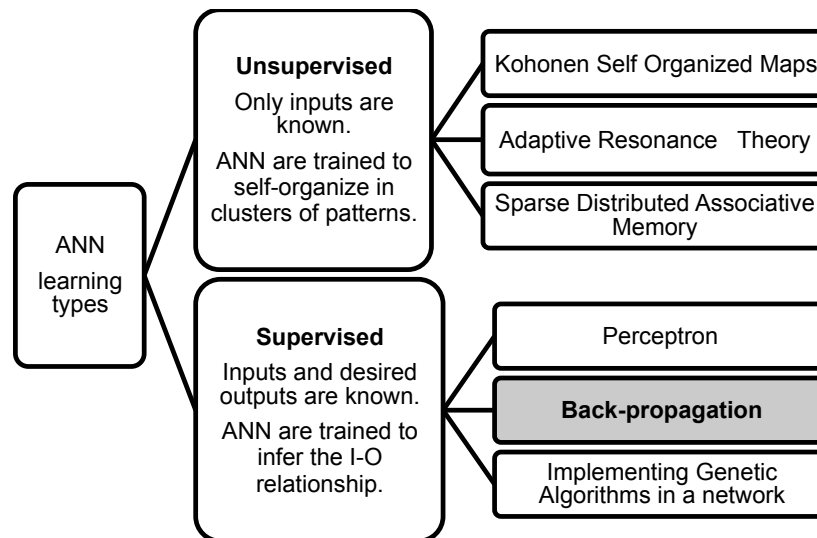 ANN
learning
types
Unsupervised
Only inputs are
known.
ANN are trained to
self-organize in
clusters of patterns.
Kohonen Self Organized Maps
Adaptive Resonance Theory
Sparse Distributed Associative
Memory
Supervised
Inputs and desired
outputs are known.
ANN are trained to
infer the I-O
relationship.
Perceptron
Back-propagation
Implementing Genetic
Algorithms in a network